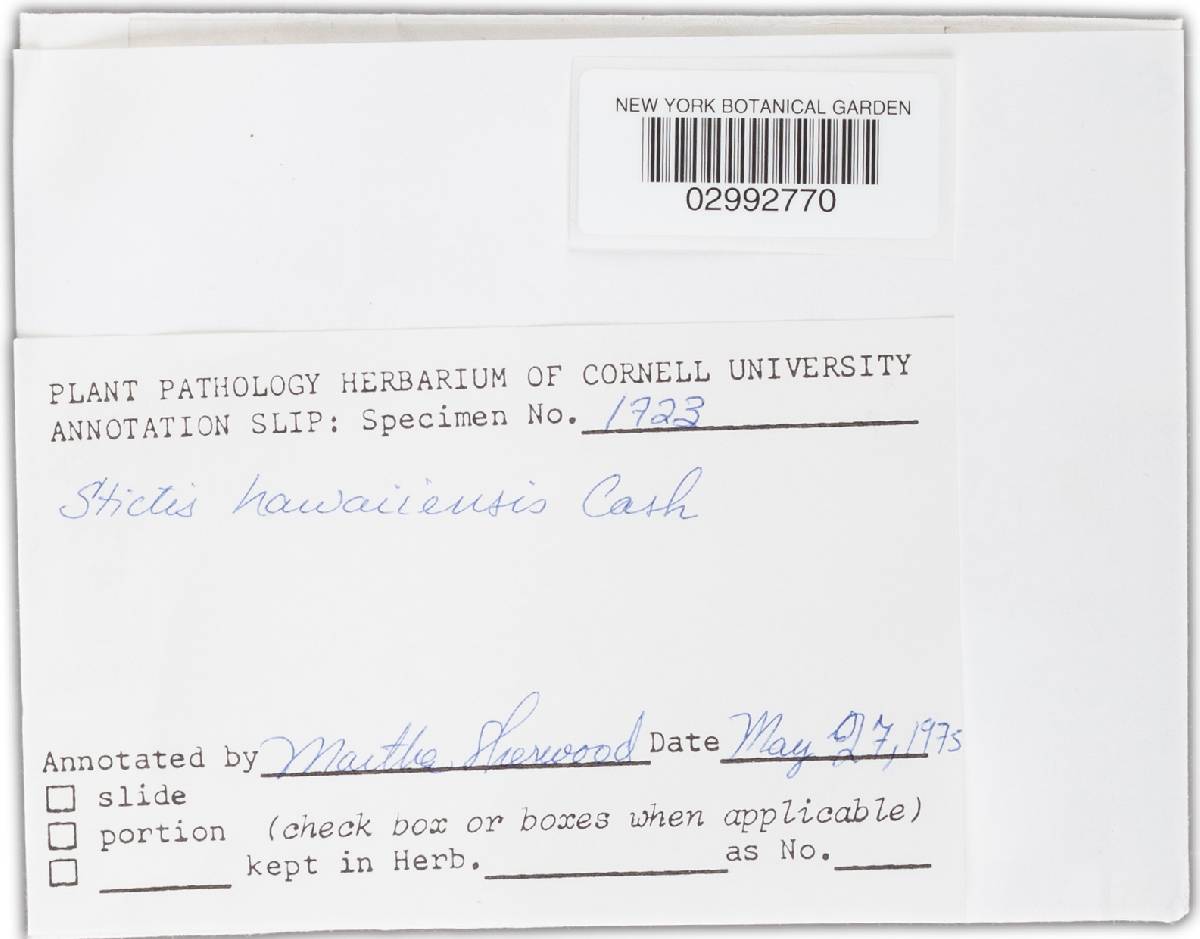 NEW YORK BOTANICAL GARDEN
02992770
PLANT PATHOLOGY HERBARIUM OF CORNELL UNIVERSITY
ANNOTATION SLIP: Specimen No. 1723
Stictis hawaiiensis Cash
Annotated by Martha Sherwood Date May 27, 1975
slide
portion (check box or boxes when applicable)
kept in Herb. as No.